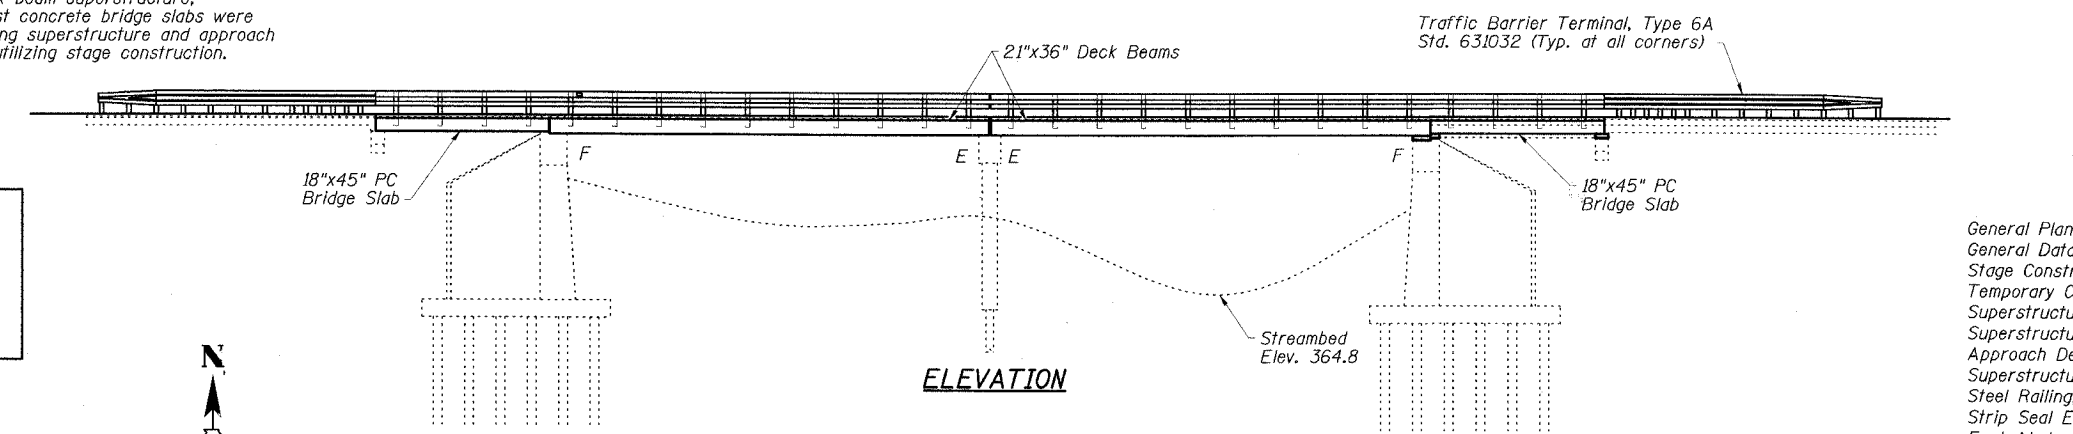 Beam Superstructure,
st concrete bridge slabs were
ng superstructure and approach
utilizing stage construction.
21"x36" Deck Beams
Traffic Barrier Terminal, Type 6A
Std. 631032 (Typ. at all corners)
F
E
E
F
18"x45" PC
Bridge Slab
18"x45" PC
Bridge Slab
Streambed
Elev. 364.8
ELEVATION
N
General Plan
General Data
Stage Constr
Temporary C
Superstructu
Superstructu
Approach De
Superstructu
Steel Railing
Strip Seal E